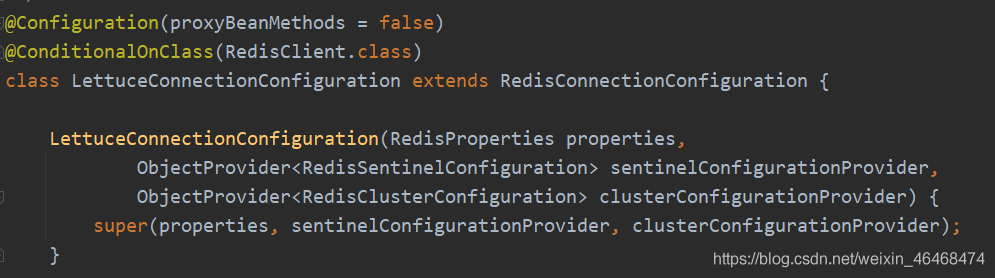 @Configuration(proxyBeanMethods = false)
@ConditionalOnClass(RedisClient.class)
class LettuceConnectionConfiguration extends RedisConnectionConfiguration {
LettuceConnectionConfiguration(RedisProperties properties,
ObjectProvider<RedisSentinelConfiguration> sentinelConfigurationProvider,
ObjectProvider<RedisClusterConfiguration> clusterConfigurationProvider) {
super(properties, sentinelConfigurationProvider, clusterConfigurationProvider);
}
https://blog.csdn.net/weixin_46468474